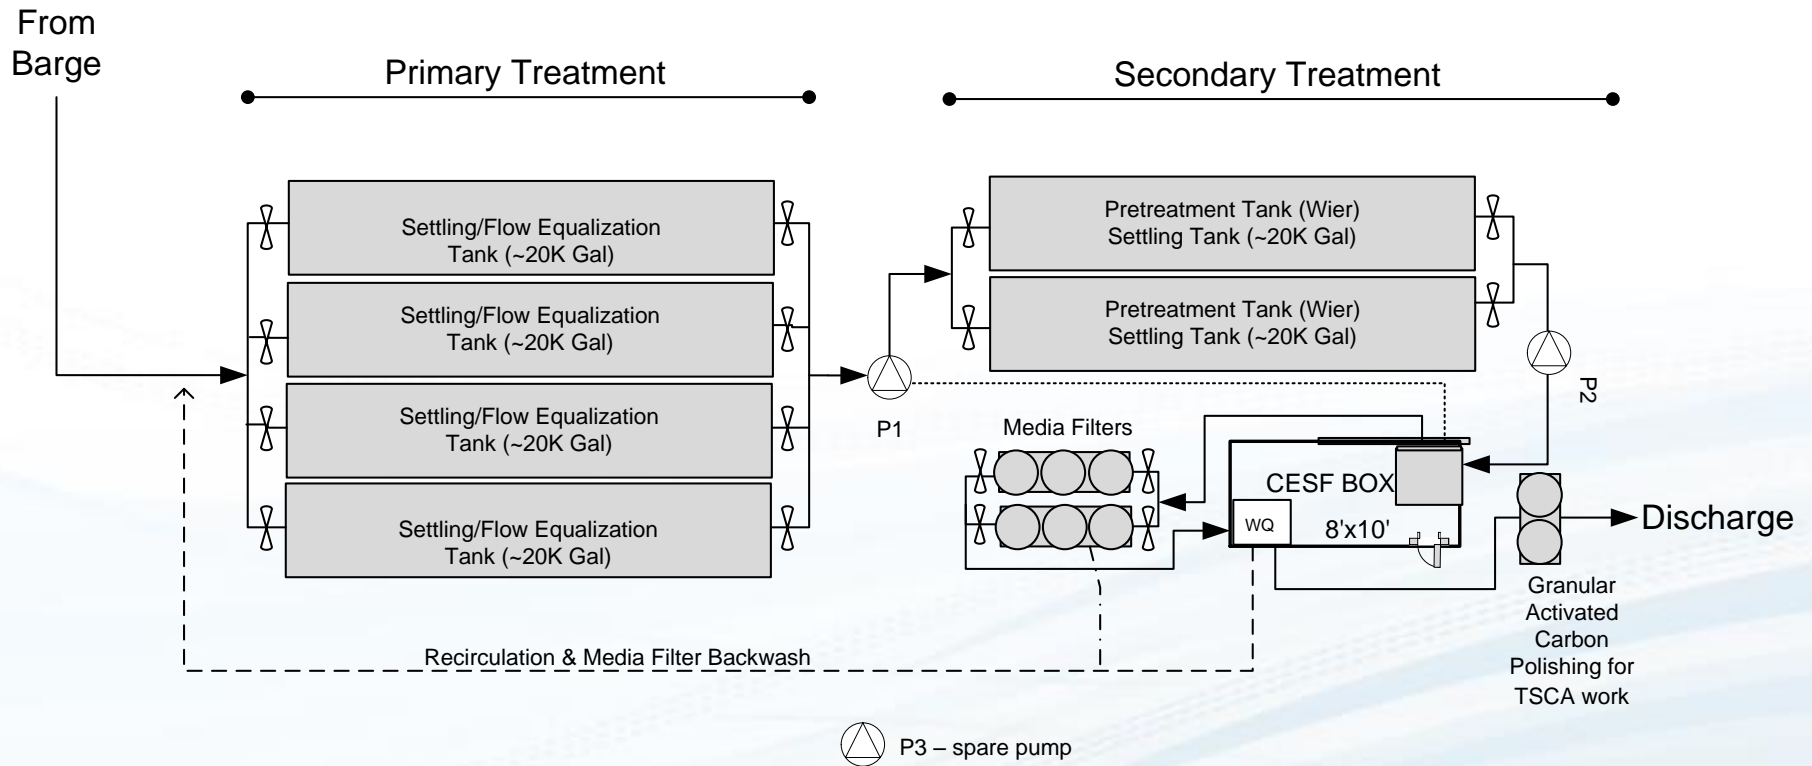 From
Barge
Primary Treatment
Secondary Treatment
Settling/Flow Equalization
Tank (~20K Gal)
Settling/Flow Equalization
Tank (~20K Gal)
Settling/Flow Equalization
Tank (~20K Gal)
Settling/Flow Equalization
Tank (~20K Gal)
P1
Pretreatment Tank (Wier)
Settling Tank (~20K Gal)
Pretreatment Tank (Wier)
Settling Tank (~20K Gal)
P2
Media Filters
CESF BOX
WQ
8'x10'
Discharge
Granular
Activated
Carbon
Polishing for
TSCA work
Recirculation & Media Filter Backwash
P3 – spare pump